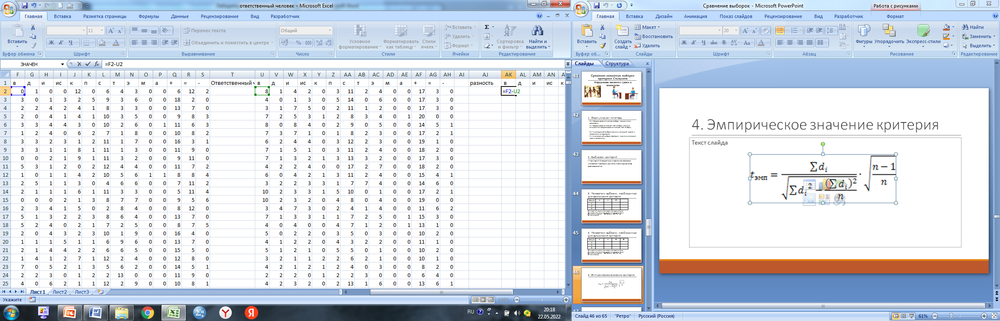 ответственный человек - Microsoft Excel
Главная Вставка Разметка страницы Формулы Данные Рецензирование Вид Разработчик
Вставить
Буфер обмена
11
Ж К Ч
Шрифт
Перенос текста
Объединить и поместить в центре
Выравнивание
Общий
% 000
Число
Условное форматирование
Форматировать как таблицу
Стили ячеек
Стили
Вставить
Удалить
Формат
Ячейки
Сортировка и фильтр
Найти и выделить
Редактирование
ЗНАЧЕН =F2-U2
F G H I J K L M N O P Q R S T U V W X Y Z AA AB AC AD AE AF AG AH AI AJ AK AL AM AN
1 в д и ис к п с т э м а + = - Ответственный ч в д и ис к п с т э м а + = - разность в д и ис к
2 0 1 0 0 12 0 6 4 3 0 0 6 12 2 8 1 4 2 0 3 11 2 4 0 0 17 3 0 =F2-U2
3 3 0 1 3 2 5 9 3 6 0 0 18 2 0 4 0 1 3 0 5 14 0 6 0 0 17 3 0
4 2 2 4 2 4 1 8 3 3 0 0 13 7 0 3 1 7 5 0 2 11 1 2 0 0 17 3 0
5 2 0 4 1 4 1 10 3 5 0 0 9 8 3 7 2 5 3 1 2 8 3 4 0 1 20 0 0
6 3 3 4 4 3 0 10 2 6 0 1 11 6 3 8 0 8 4 0 2 9 0 5 0 0 14 5 1
7 1 2 4 0 6 2 7 1 8 0 0 10 8 2 7 3 7 1 0 1 8 2 3 0 0 17 2 1
8 3 3 2 3 1 2 11 1 7 0 0 16 3 1 6 2 4 4 0 3 12 2 3 0 0 19 1 0
9 3 3 1 1 8 1 11 1 3 0 0 11 9 0 7 1 5 1 0 3 11 2 4 0 0 18 2 0
10 0 0 2 1 9 1 11 3 2 0 0 9 11 0 7 1 3 2 1 3 13 3 2 0 0 17 3 0
11 5 3 1 2 0 2 12 4 4 0 0 11 7 2 4 2 2 4 0 0 17 2 7 0 0 18 2 0
12 1 0 1 1 4 2 10 5 6 1 1 8 8 4 6 0 4 2 1 3 11 2 4 0 0 15 4 1
13 2 5 1 1 3 0 4 6 6 0 0 7 11 2 3 2 2 3 3 1 7 7 4 0 0 14 6 0
14 2 1 1 1 6 1 11 3 3 0 0 5 11 4 10 2 3 3 1 5 10 0 1 0 0 17 2 1
15 0 0 0 2 1 3 8 7 7 0 0 9 5 6 10 2 3 2 0 4 8 0 4 0 0 19 0 0
16 2 3 4 1 5 0 2 8 4 0 0 8 12 0 3 4 7 3 0 2 4 1 4 0 0 11 6 2
17 5 1 3 2 2 3 8 6 4 0 0 13 7 0 7 1 3 3 1 1 7 2 5 0 1 15 3 0
18 5 2 4 0 2 1 7 2 5 0 0 8 7 5 4 0 4 0 0 4 7 1 2 0 1 13 1 0
19 2 0 4 3 2 3 10 1 9 0 0 16 4 0 5 0 2 2 0 3 5 0 3 0 0 10 2 0
20 1 1 1 5 1 1 6 9 6 0 0 13 7 0 4 1 2 2 0 4 3 2 2 0 0 11 1 0
21 2 1 4 4 2 2 6 6 5 0 0 15 5 0 5 1 2 1 0 5 5 0 1 0 0 10 2 0
22 1 4 1 2 7 1 12 2 4 0 0 12 8 0 3 2 1 1 2 2 6 2 1 0 0 10 1 0
23 7 0 5 2 1 3 5 6 2 0 0 14 5 1 4 2 1 2 1 2 4 0 3 0 0 8 2 0
24 2 2 3 0 1 2 2 13 0 0 0 11 9 0 2 2 2 0 1 2 2 3 0 0 0 6 4 0
25 4 0 6 2 1 1 12 2 9 0 0 10 8 1 4 2 3 2 0 2 13 1 6 0 0 13 6 1
Лист1 Лист2 Лист3
Укажите 100%
RU 20:18
22.05.2022
Сравнение выборок - Microsoft PowerPoint Работа с рисунками
Главная Вставка Дизайн Анимация Показ слайдов Рецензирование Вид Разработчик Формат
Вставить
Буфер об...
Создать слайд
Макет
Восстановить
Удалить
Слайды
20
Ж К Ч abc S AV Aa
Шрифт
Абзац
Фигуры Упорядочить Экспресс-стили
Рисование
Найти
Заменить
Выделить
Редактирование
Слайды Структура
41
Сравнение зависимых выборок
критерием Стьюдента
Определение значимого сдвига в
показателях
42
1. Формулируем гипотезы
43
2. Выбираем критерий
44
3. Показатели выборки, необходимые
для вычисления критерия
45
3. Показатели выборки, необходимые
для вычисления критерия
46
4. Эмпирическое значение критерия
47
4. Эмпирическое значение критерия
Текст слайда
tэмп = Σdi / √(Σdi² − (Σdi)²/n) · √((n − 1)/n)
Слайд 46 из 65 "Ретро" Русский (Россия) 61%